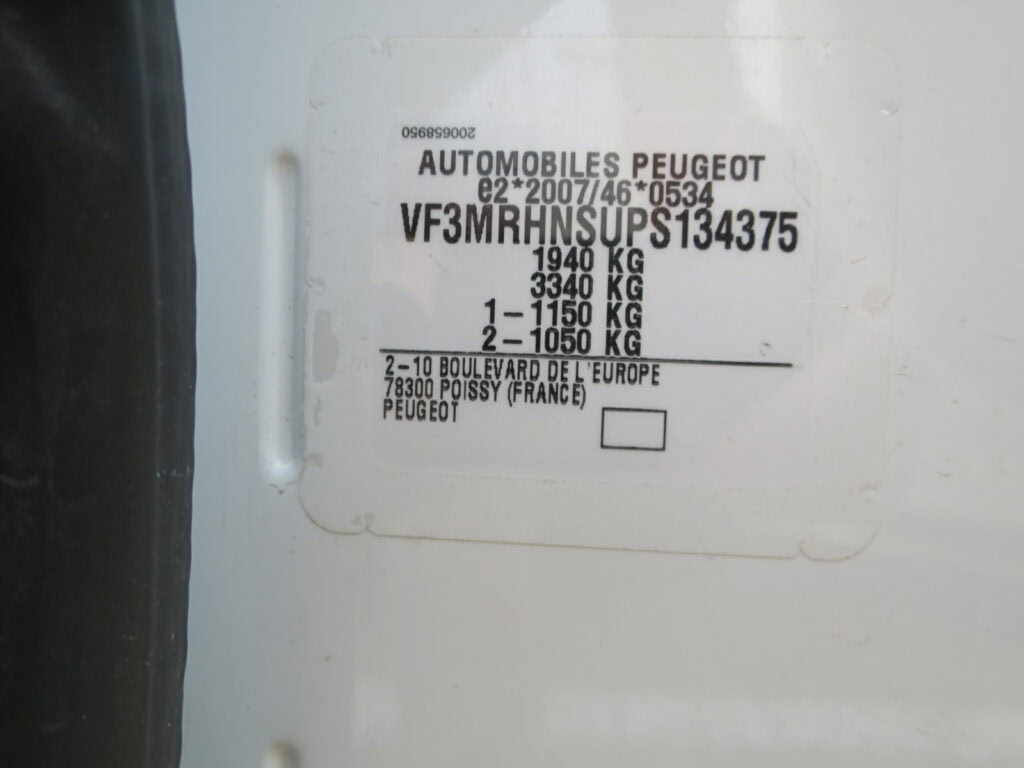 200658950
AUTOMOBILES PEUGEOT
e2*2007/46*0534
VF3MRHNSUPS134375
1940 KG
3340 KG
1-1150 KG
2-1050 KG
2-10 BOULEVARD DE L'EUROPE
78300 POISSY (FRANCE)
PEUGEOT